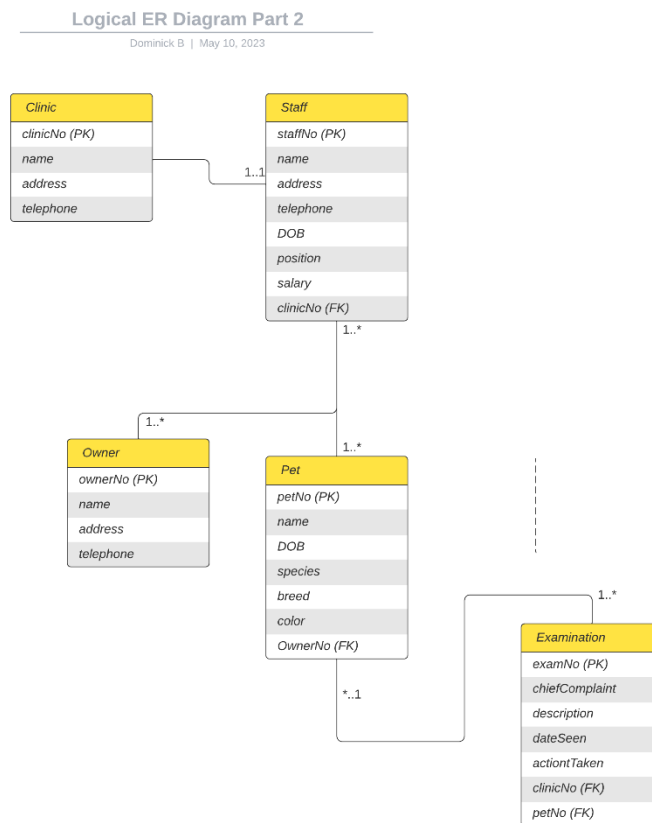 Logical ER Diagram Part 2
Dominick B | May 10, 2023
Clinic
clinicNo (PK)
name
address
telephone
1..1
Staff
staffNo (PK)
name
address
telephone
DOB
position
salary
clinicNo (FK)
1..*
1..*
Owner
ownerNo (PK)
name
address
telephone
1..*
Pet
petNo (PK)
name
DOB
species
breed
color
OwnerNo (FK)
*..1
1..*
Examination
examNo (PK)
chiefComplaint
description
dateSeen
actiontTaken
clinicNo (FK)
petNo (FK)